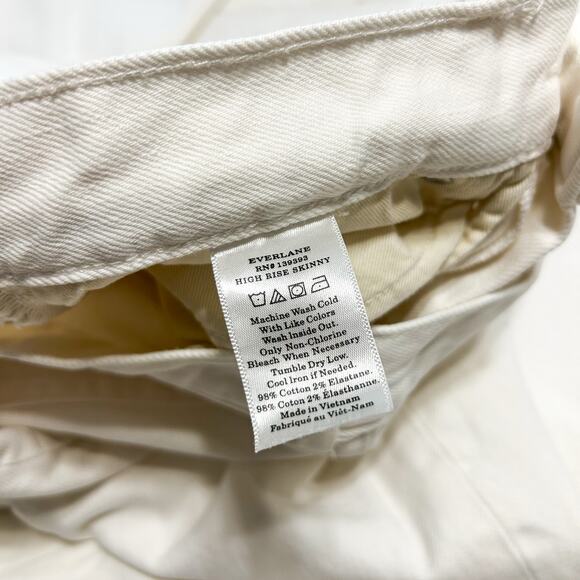 EVERLANE
RN# 139393
HIGH RISE SKINNY
Machine Wash Cold
With Like Colors
Wash Inside Out.
Only Non-Chlorine
Bleach When Necessary
Tumble Dry Low.
Cool Iron if Needed.
98% Cotton 2% Elastane.
98% Coton 2% Élasthanne.
Made in Vietnam
Fabriqué au Viêt-Nam